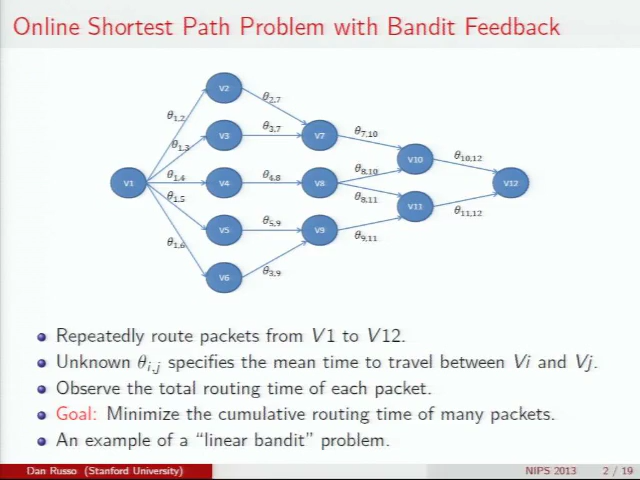 Online Shortest Path Problem with Bandit Feedback
V2
θ1,2
θ2,7
V3
θ1,3
θ3,7
V7
θ7,10
V10
θ10,12
V1
θ1,4
V4
θ4,8
V8
θ8,10
V12
θ1,5
θ8,11
V11
θ11,12
V5
θ5,9
V9
θ9,11
θ1,6
V6
θ3,9
Repeatedly route packets from V1 to V12.
Unknown θi,j specifies the mean time to travel between Vi and Vj.
Observe the total routing time of each packet.
Goal: Minimize the cumulative routing time of many packets.
An example of a “linear bandit” problem.
Dan Russo (Stanford University) NIPS 2013 2 / 19